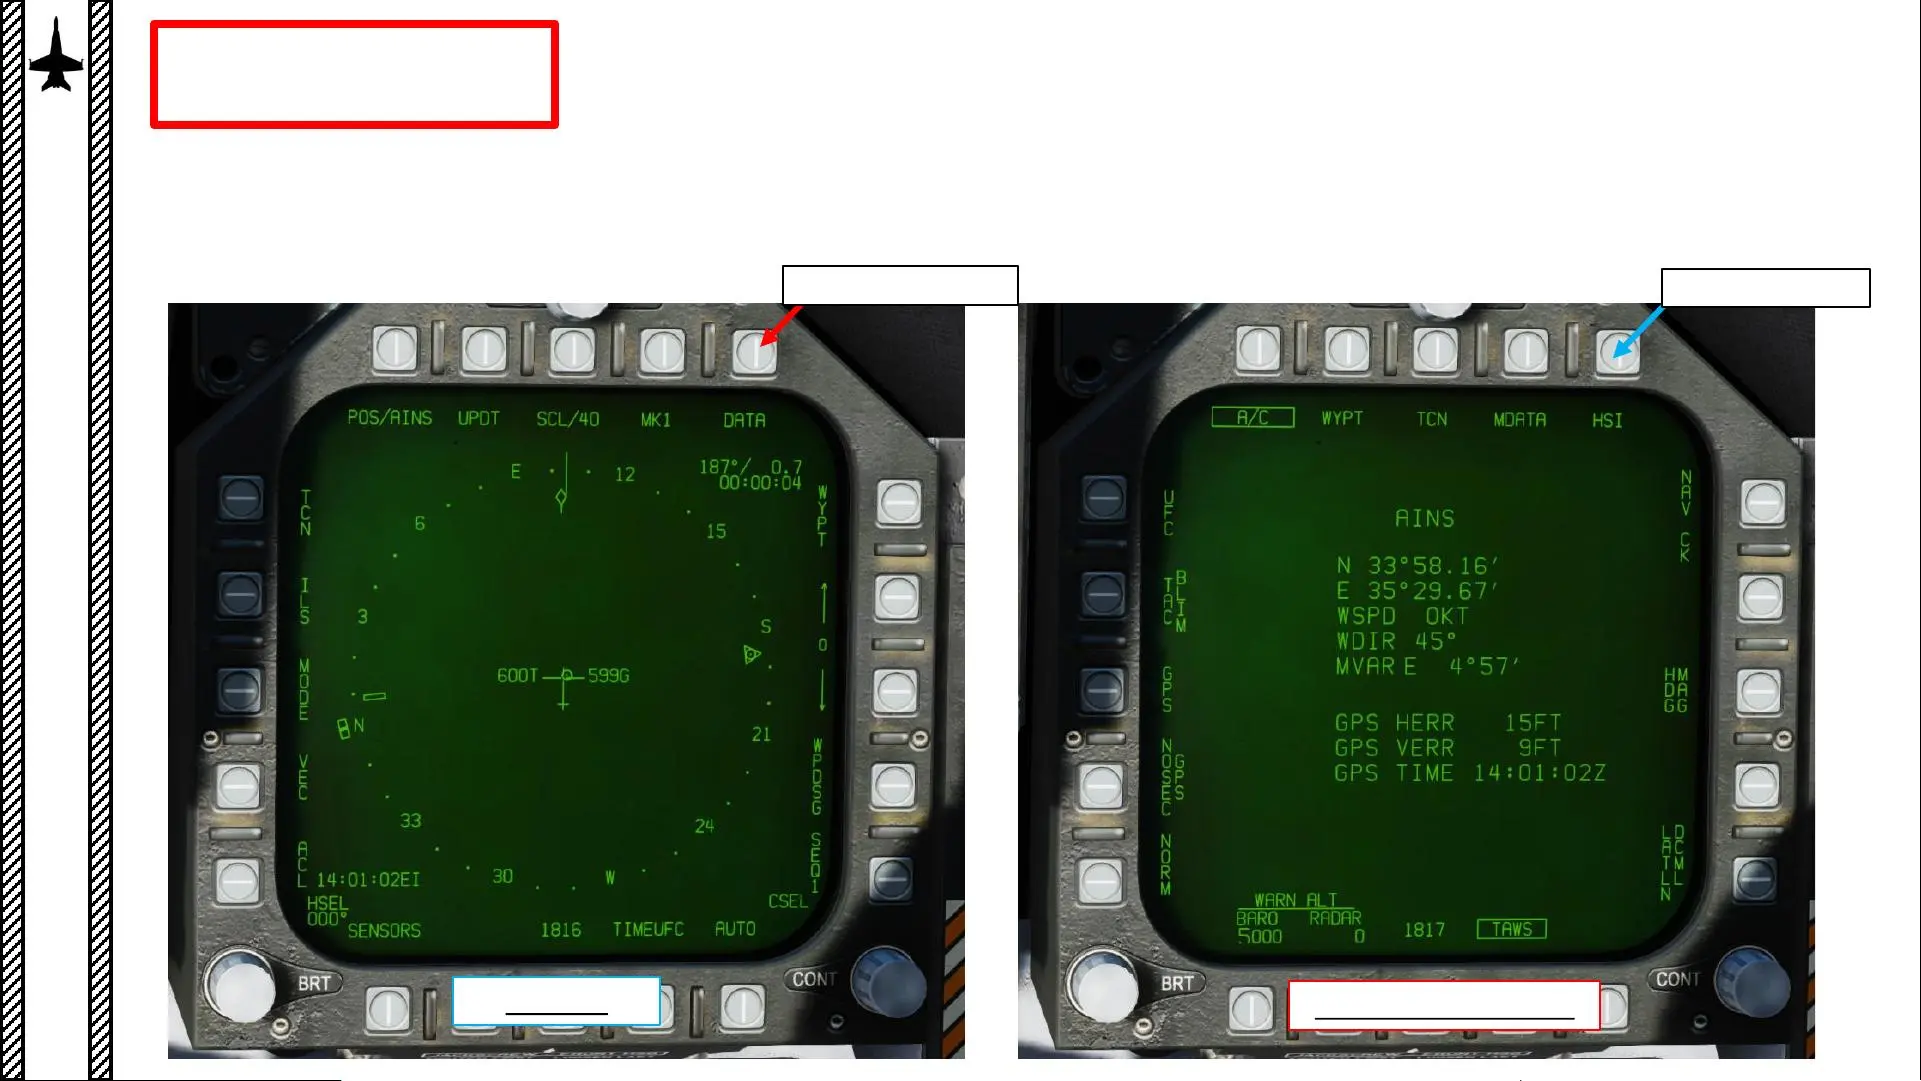 POS/AINS UPDT SCL/40 MK1 DATA
187°/ 0.7
00:00:04
E 12
6 15
3 S
N 21
33 24
30 W
TCN
ILS
MODE
VEC
ACL
WYPT
0
WPDSG
SEQ1
600T 599G
14:01:02EI
HSEL
000°
CSEL
SENSORS 1816 TIMEUFC AUTO
BRT CONT
A/C WYPT TCN MDATA HSI
UFC
BLIM
TAC
GPS
NOSEC
GPS
NORM
NAV CK
HMD
AGG
LATLN
DCML
AINS
N 33°58.16′
E 35°29.67′
WSPD 0KT
WDIR 45°
MVAR E 4°57′
GPS HERR 15FT
GPS VERR 9FT
GPS TIME 14:01:02Z
WARN ALT
BARO RADAR
5000 0
1817 TAWS
BRT CONT